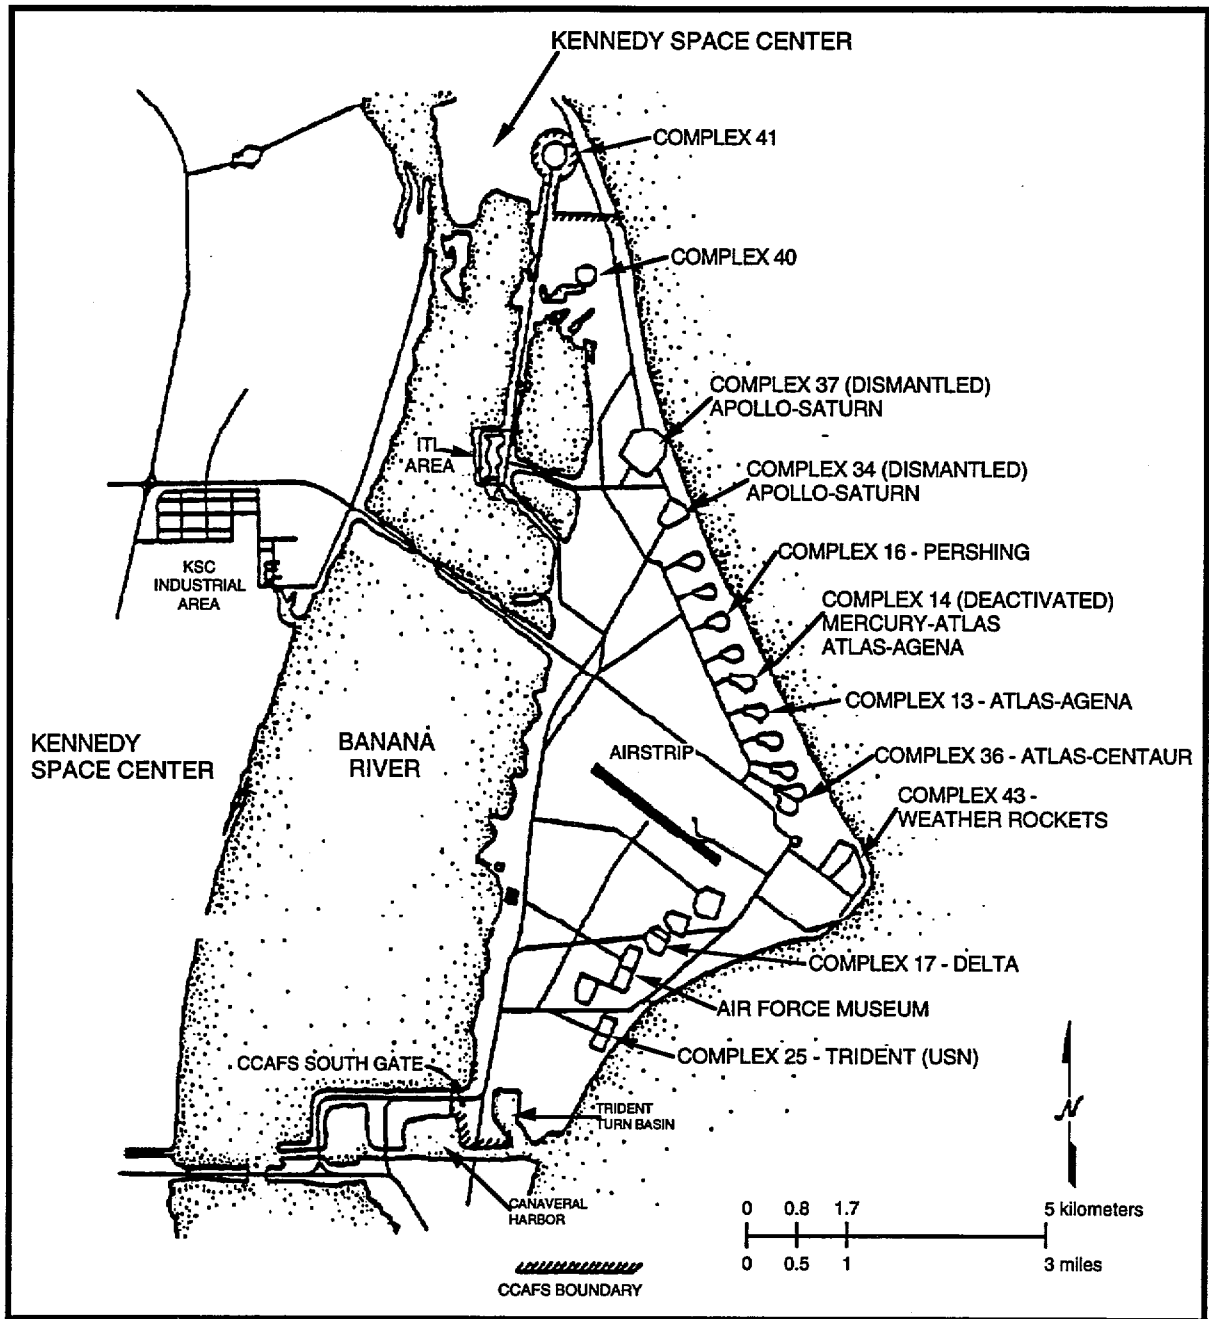 KENNEDY SPACE CENTER
COMPLEX 41
COMPLEX 40
COMPLEX 37 (DISMANTLED)
APOLLO-SATURN
ITL
AREA
COMPLEX 34 (DISMANTLED)
APOLLO-SATURN
COMPLEX 16 - PERSHING
KSC
INDUSTRIAL
AREA
COMPLEX 14 (DEACTIVATED)
MERCURY-ATLAS
ATLAS-AGENA
COMPLEX 13 - ATLAS-AGENA
KENNEDY
SPACE CENTER
BANANA
RIVER
AIRSTRIP
COMPLEX 36 - ATLAS-CENTAUR
COMPLEX 43 -
WEATHER ROCKETS
COMPLEX 17 - DELTA
AIR FORCE MUSEUM
COMPLEX 25 - TRIDENT (USN)
CCAFS SOUTH GATE
TRIDENT
TURN BASIN
N
CANAVERAL
HARBOR
0 0.8 1.7 5 kilometers
0 0.5 1 3 miles
CCAFS BOUNDARY